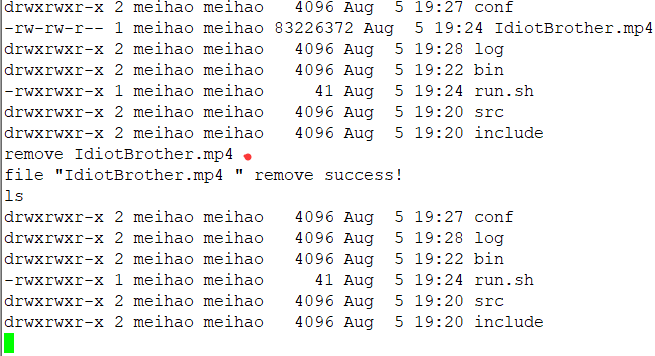 drwxrwxr-x 2 meihao meihao   4096 Aug  5 19:27 conf
-rw-rw-r-- 1 meihao meihao 83226372 Aug  5 19:24 IdiotBrother.mp4
drwxrwxr-x 2 meihao meihao   4096 Aug  5 19:28 log
drwxrwxr-x 2 meihao meihao   4096 Aug  5 19:22 bin
-rwxrwxr-x 1 meihao meihao     41 Aug  5 19:24 run.sh
drwxrwxr-x 2 meihao meihao   4096 Aug  5 19:20 src
drwxrwxr-x 2 meihao meihao   4096 Aug  5 19:20 include
remove IdiotBrother.mp4
file "IdiotBrother.mp4 " remove success!
ls
drwxrwxr-x 2 meihao meihao   4096 Aug  5 19:27 conf
drwxrwxr-x 2 meihao meihao   4096 Aug  5 19:28 log
drwxrwxr-x 2 meihao meihao   4096 Aug  5 19:22 bin
-rwxrwxr-x 1 meihao meihao     41 Aug  5 19:24 run.sh
drwxrwxr-x 2 meihao meihao   4096 Aug  5 19:20 src
drwxrwxr-x 2 meihao meihao   4096 Aug  5 19:20 include